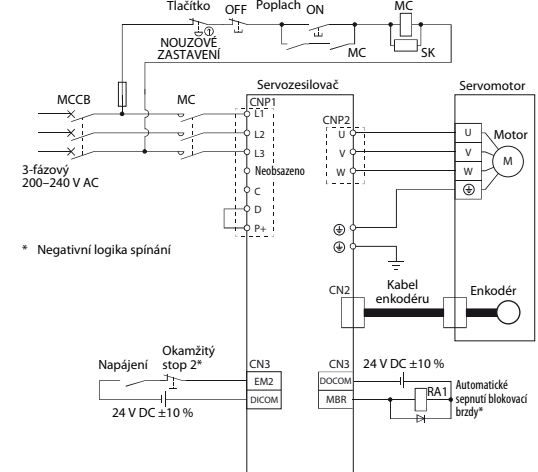 Tlačítko
OFF
Poplach
ON
MC
NOUZOVÉ
ZASTAVENÍ
MC
SK
MCCB
MC
Servozesilovač
Servomotor
CNP1
CNP2
L1
L2
L3
Neobsazeno
C
D
P+
U
V
W
U
V
W
Motor
M
3-fázový
200–240 V AC
* Negativní logika spínání
CN2
Kabel
enkodéru
Enkodér
Napájení
Okamžitý
stop 2*
CN3
EM2
DICOM
24 V DC ±10 %
CN3
DOCOM
MBR
24 V DC ±10 %
RA1
Automatické
sepnutí blokovací
brzdy*